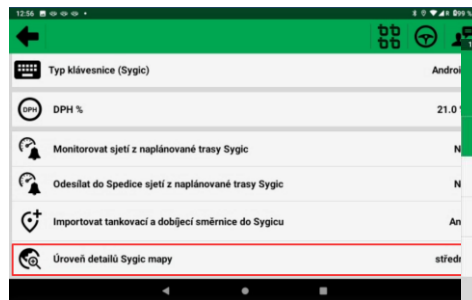 12:56 99 %
Typ klávesnice (Sygic) Androi
DPH DPH % 21.0
Monitorovat sjetí z naplánované trasy Sygic N
Odesílat do Spedice sjetí z naplánované trasy Sygic N
Importovat tankovací a dobíjecí směrnice do Sygicu An
Úroveň detailů Sygic mapy středn